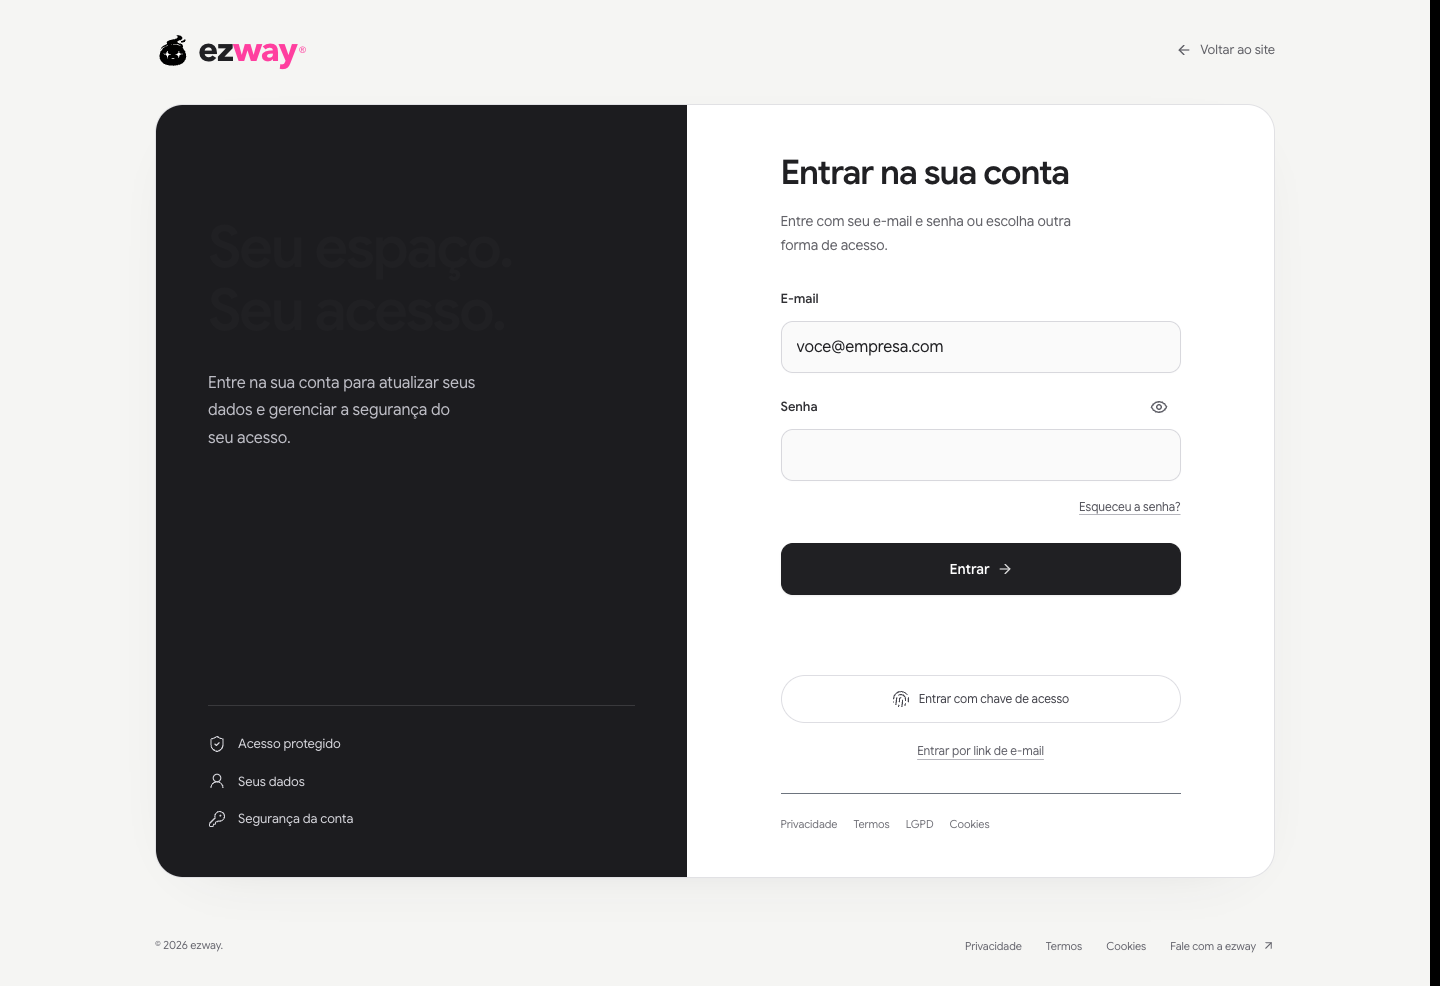 ezway®
Voltar ao site
Seu espaço.
Seu acesso.
Entre na sua conta para atualizar seus
dados e gerenciar a segurança do
seu acesso.
Acesso protegido
Seus dados
Segurança da conta
Entrar na sua conta
Entre com seu e-mail e senha ou escolha outra
forma de acesso.
E-mail
voce@empresa.com
Senha
Esqueceu a senha?
Entrar
Entrar com chave de acesso
Entrar por link de e-mail
Privacidade Termos LGPD Cookies
© 2026 ezway.
Privacidade Termos Cookies Fale com a ezway